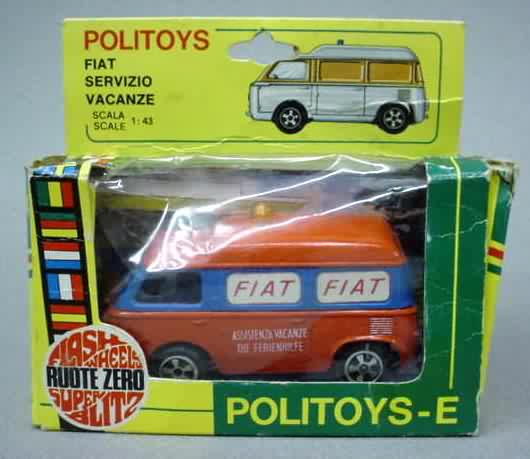 POLITOYS
FIAT
SERVIZIO
VACANZE
SCALA
SCALE 1:43
FIAT FIAT
ASSISTENZA VACANZE
DIE FERIENHILFE
FLASH WHEELS
RUOTE ZERO
SUPER BLITZ
POLITOYS-E